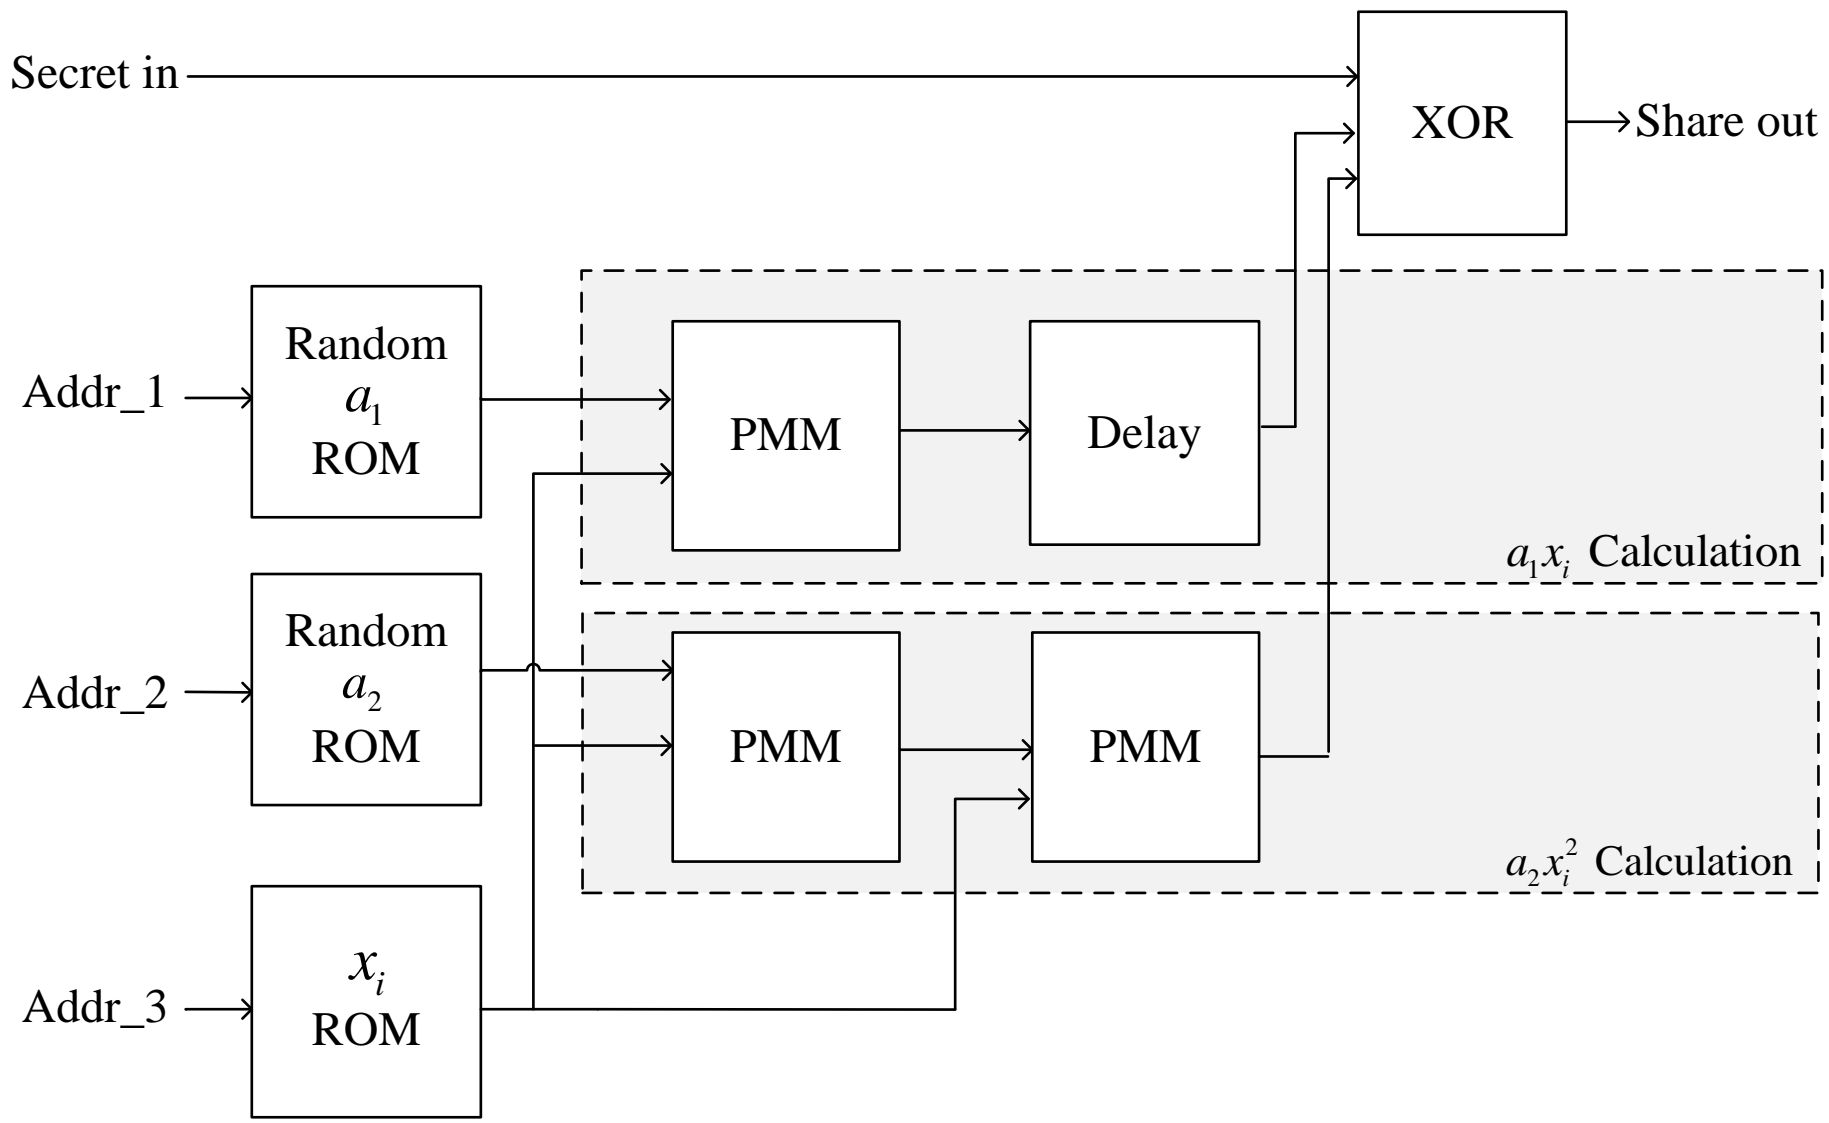 Secret in
XOR
Share out
Random
a₁
ROM
Addr_1
PMM
Delay
a₁xᵢ Calculation
Random
a₂
ROM
Addr_2
PMM
PMM
a₂xᵢ² Calculation
xᵢ
ROM
Addr_3